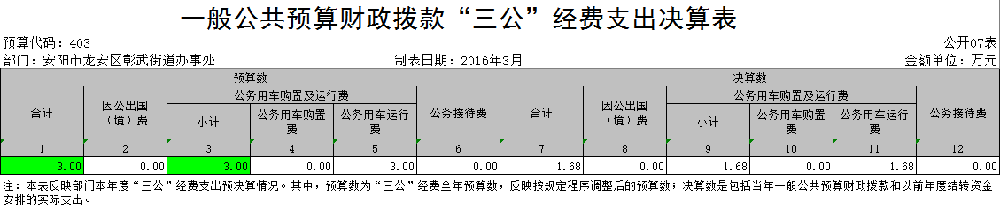 一般公共预算财政拨款“三公”经费支出决算表
预算代码：403 公开07表
部门：安阳市龙安区彰武街道办事处 制表日期：2016年3月 金额单位：万元
预算数 决算数
合计 因公出国（境）费 公务用车购置及运行费 公务接待费 合计 因公出国（境）费 公务用车购置及运行费 公务接待费
小计 公务用车购置费 公务用车运行费 小计 公务用车购置费 公务用车运行费
1 2 3 4 5 6 7 8 9 10 11 12
3.00 0.00 3.00 0.00 3.00 0.00 1.68 0.00 1.68 0.00 1.68 0.00
注：本表反映部门本年度“三公”经费支出预决算情况。其中，预算数为“三公”经费全年预算数，反映按规定程序调整后的预算数；决算数是包括当年一般公共预算财政拨款和以前年度结转资金
安排的实际支出。